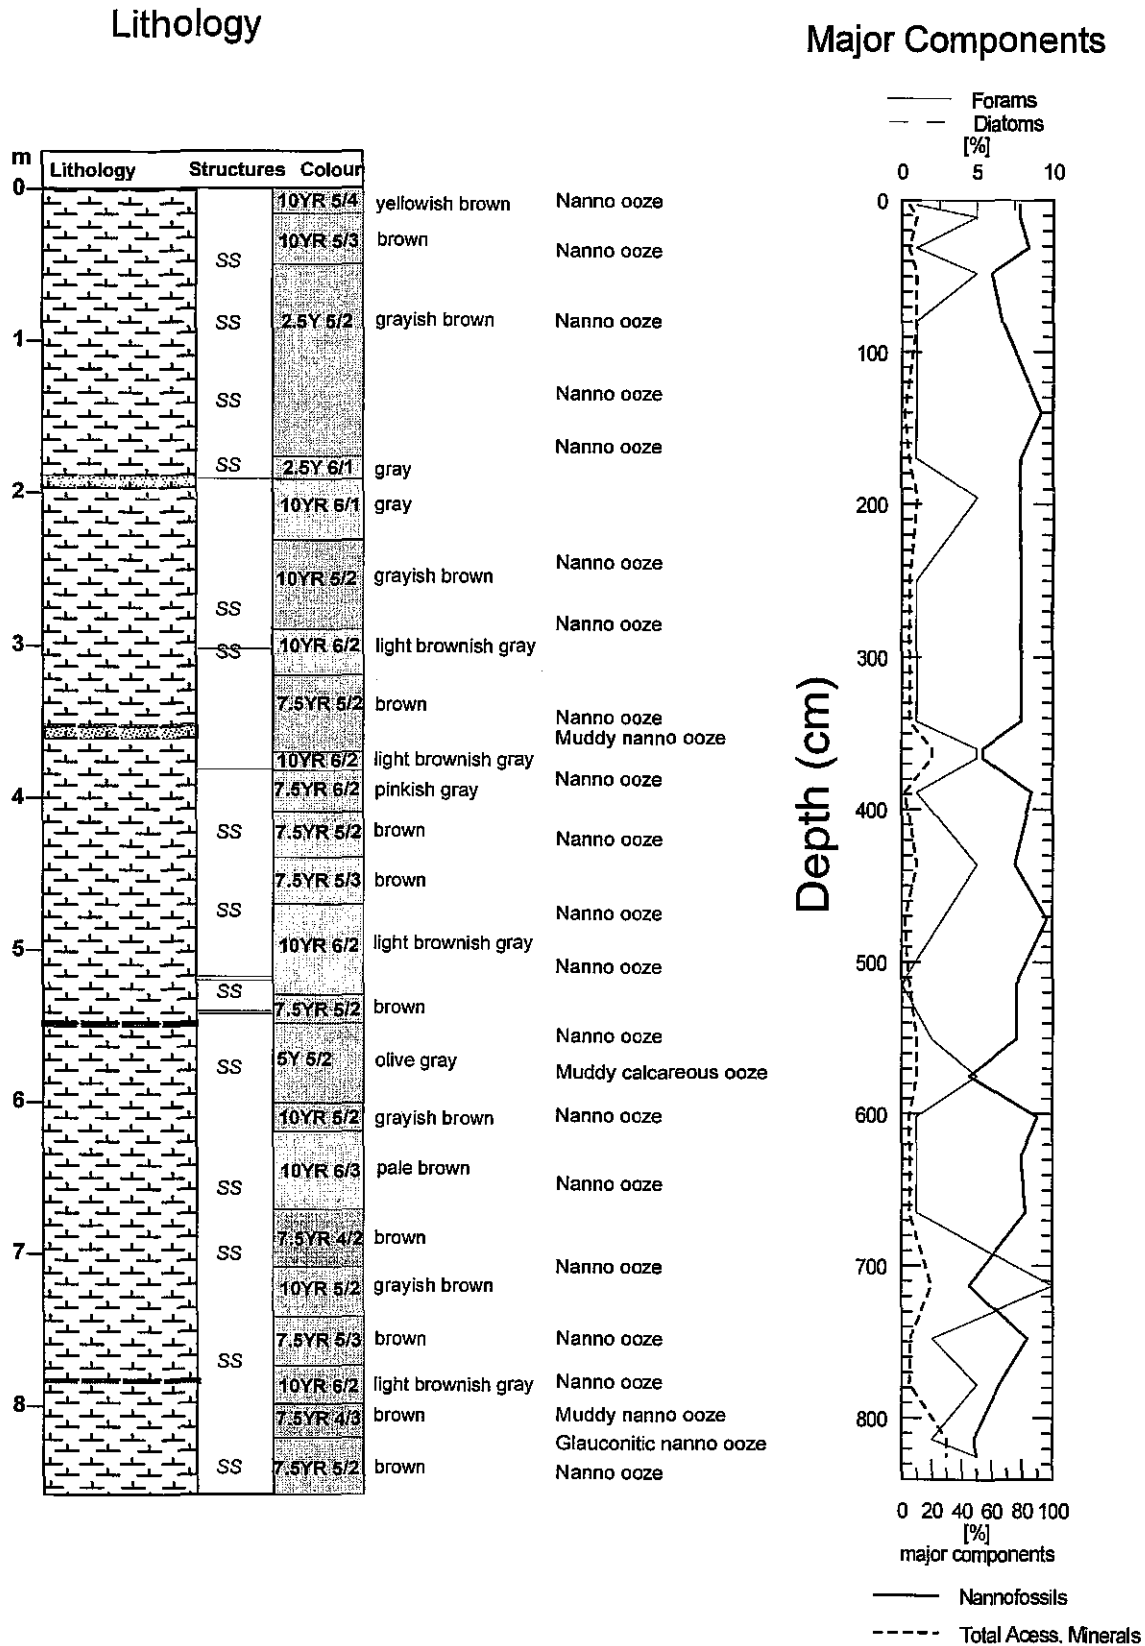 Lithology
Major Components
Forams
Diatoms
[%]
0 5 10
m
Lithology Structures Colour
0
10YR 5/4 yellowish brown Nanno ooze
10YR 5/3 brown
Nanno ooze
SS
SS 2.5Y 5/2 grayish brown Nanno ooze
1
SS
Nanno ooze
Nanno ooze
SS 2.5Y 6/1 gray
2
10YR 6/1 gray
Nanno ooze
10YR 5/2 grayish brown
SS
Nanno ooze
3
SS 10YR 6/2 light brownish gray
7.5YR 5/2 brown
Nanno ooze
Muddy nanno ooze
10YR 6/2 light brownish gray
Nanno ooze
7.5YR 6/2 pinkish gray
4
SS 7.5YR 5/2 brown
Nanno ooze
7.5YR 5/3 brown
SS
Nanno ooze
5
10YR 6/2 light brownish gray
Nanno ooze
SS
7.5YR 5/2 brown
Nanno ooze
SS 5Y 5/2 olive gray
Muddy calcareous ooze
6
10YR 5/2 grayish brown Nanno ooze
10YR 6/3 pale brown
SS
Nanno ooze
7
SS 7.5YR 4/2 brown
Nanno ooze
10YR 5/2 grayish brown
7.5YR 5/3 brown Nanno ooze
SS
10YR 6/2 light brownish gray Nanno ooze
8
7.5YR 4/3 brown Muddy nanno ooze
Glauconitic nanno ooze
SS 7.5YR 5/2 brown Nanno ooze
Depth (cm)
0
100
200
300
400
500
600
700
800
0 20 40 60 80 100
[%]
major components
Nannofossils
Total Acess. Minerals